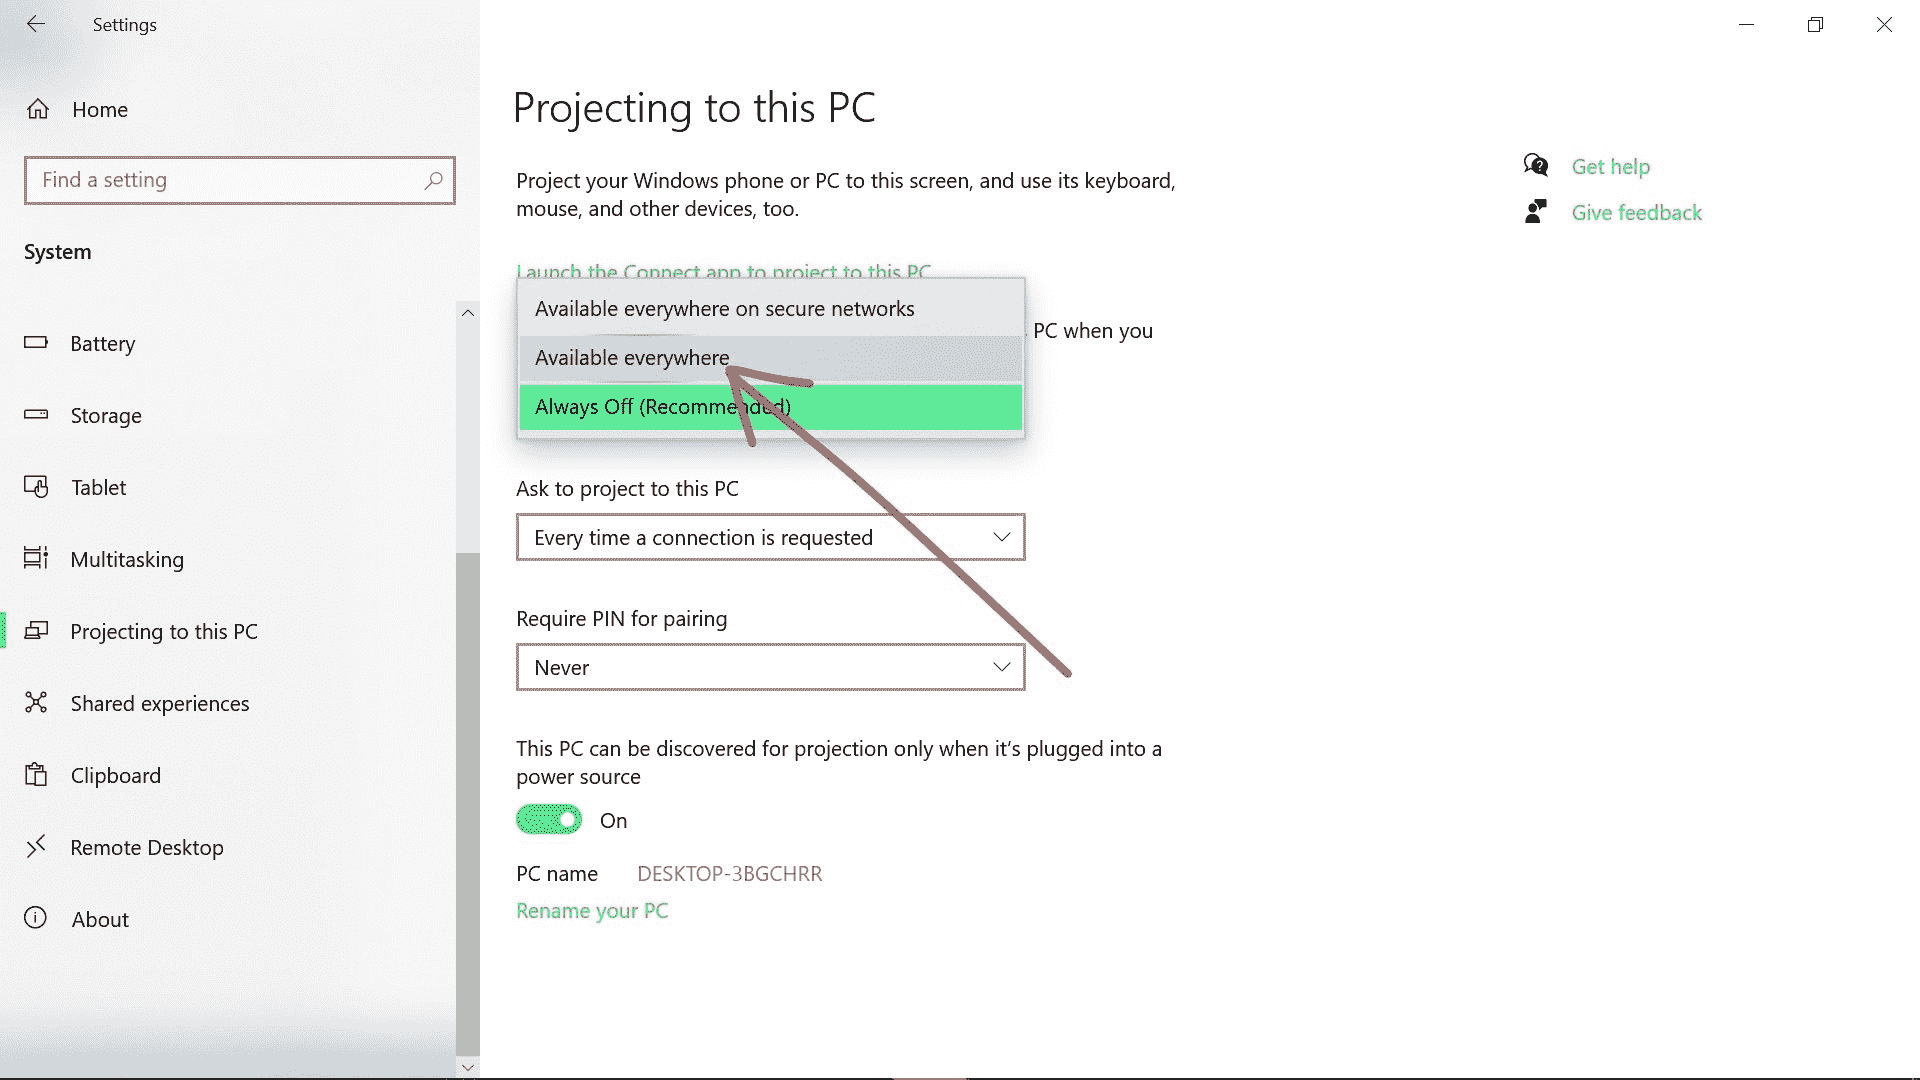 Settings
Home
Find a setting
System
Battery
Storage
Tablet
Multitasking
Projecting to this PC
Shared experiences
Clipboard
Remote Desktop
About
Projecting to this PC
Project your Windows phone or PC to this screen, and use its keyboard,
mouse, and other devices, too.
Launch the Connect app to project to this PC
Available everywhere on secure networks
PC when you
Available everywhere
Always Off (Recommended)
Ask to project to this PC
Every time a connection is requested
Require PIN for pairing
Never
This PC can be discovered for projection only when it's plugged into a
power source
On
PC name DESKTOP-3BGCHRR
Rename your PC
Get help
Give feedback